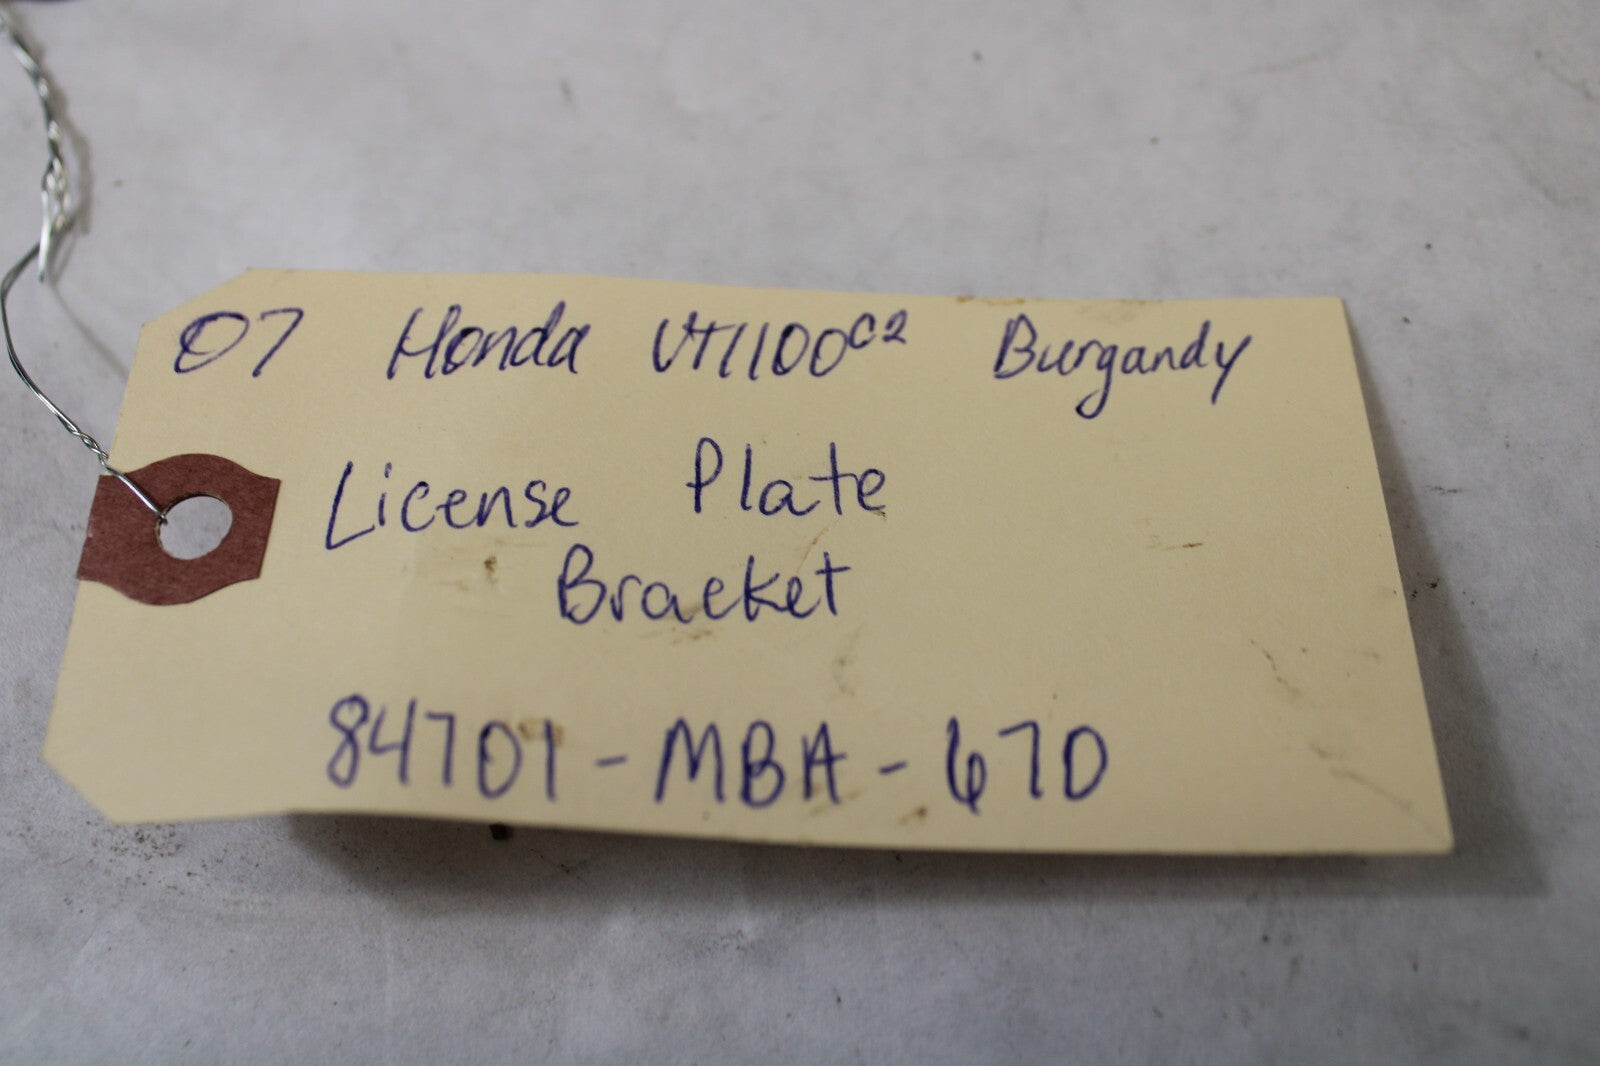 07 Honda VT1100C2 Burgandy
License Plate
Bracket
84701-MBA-670